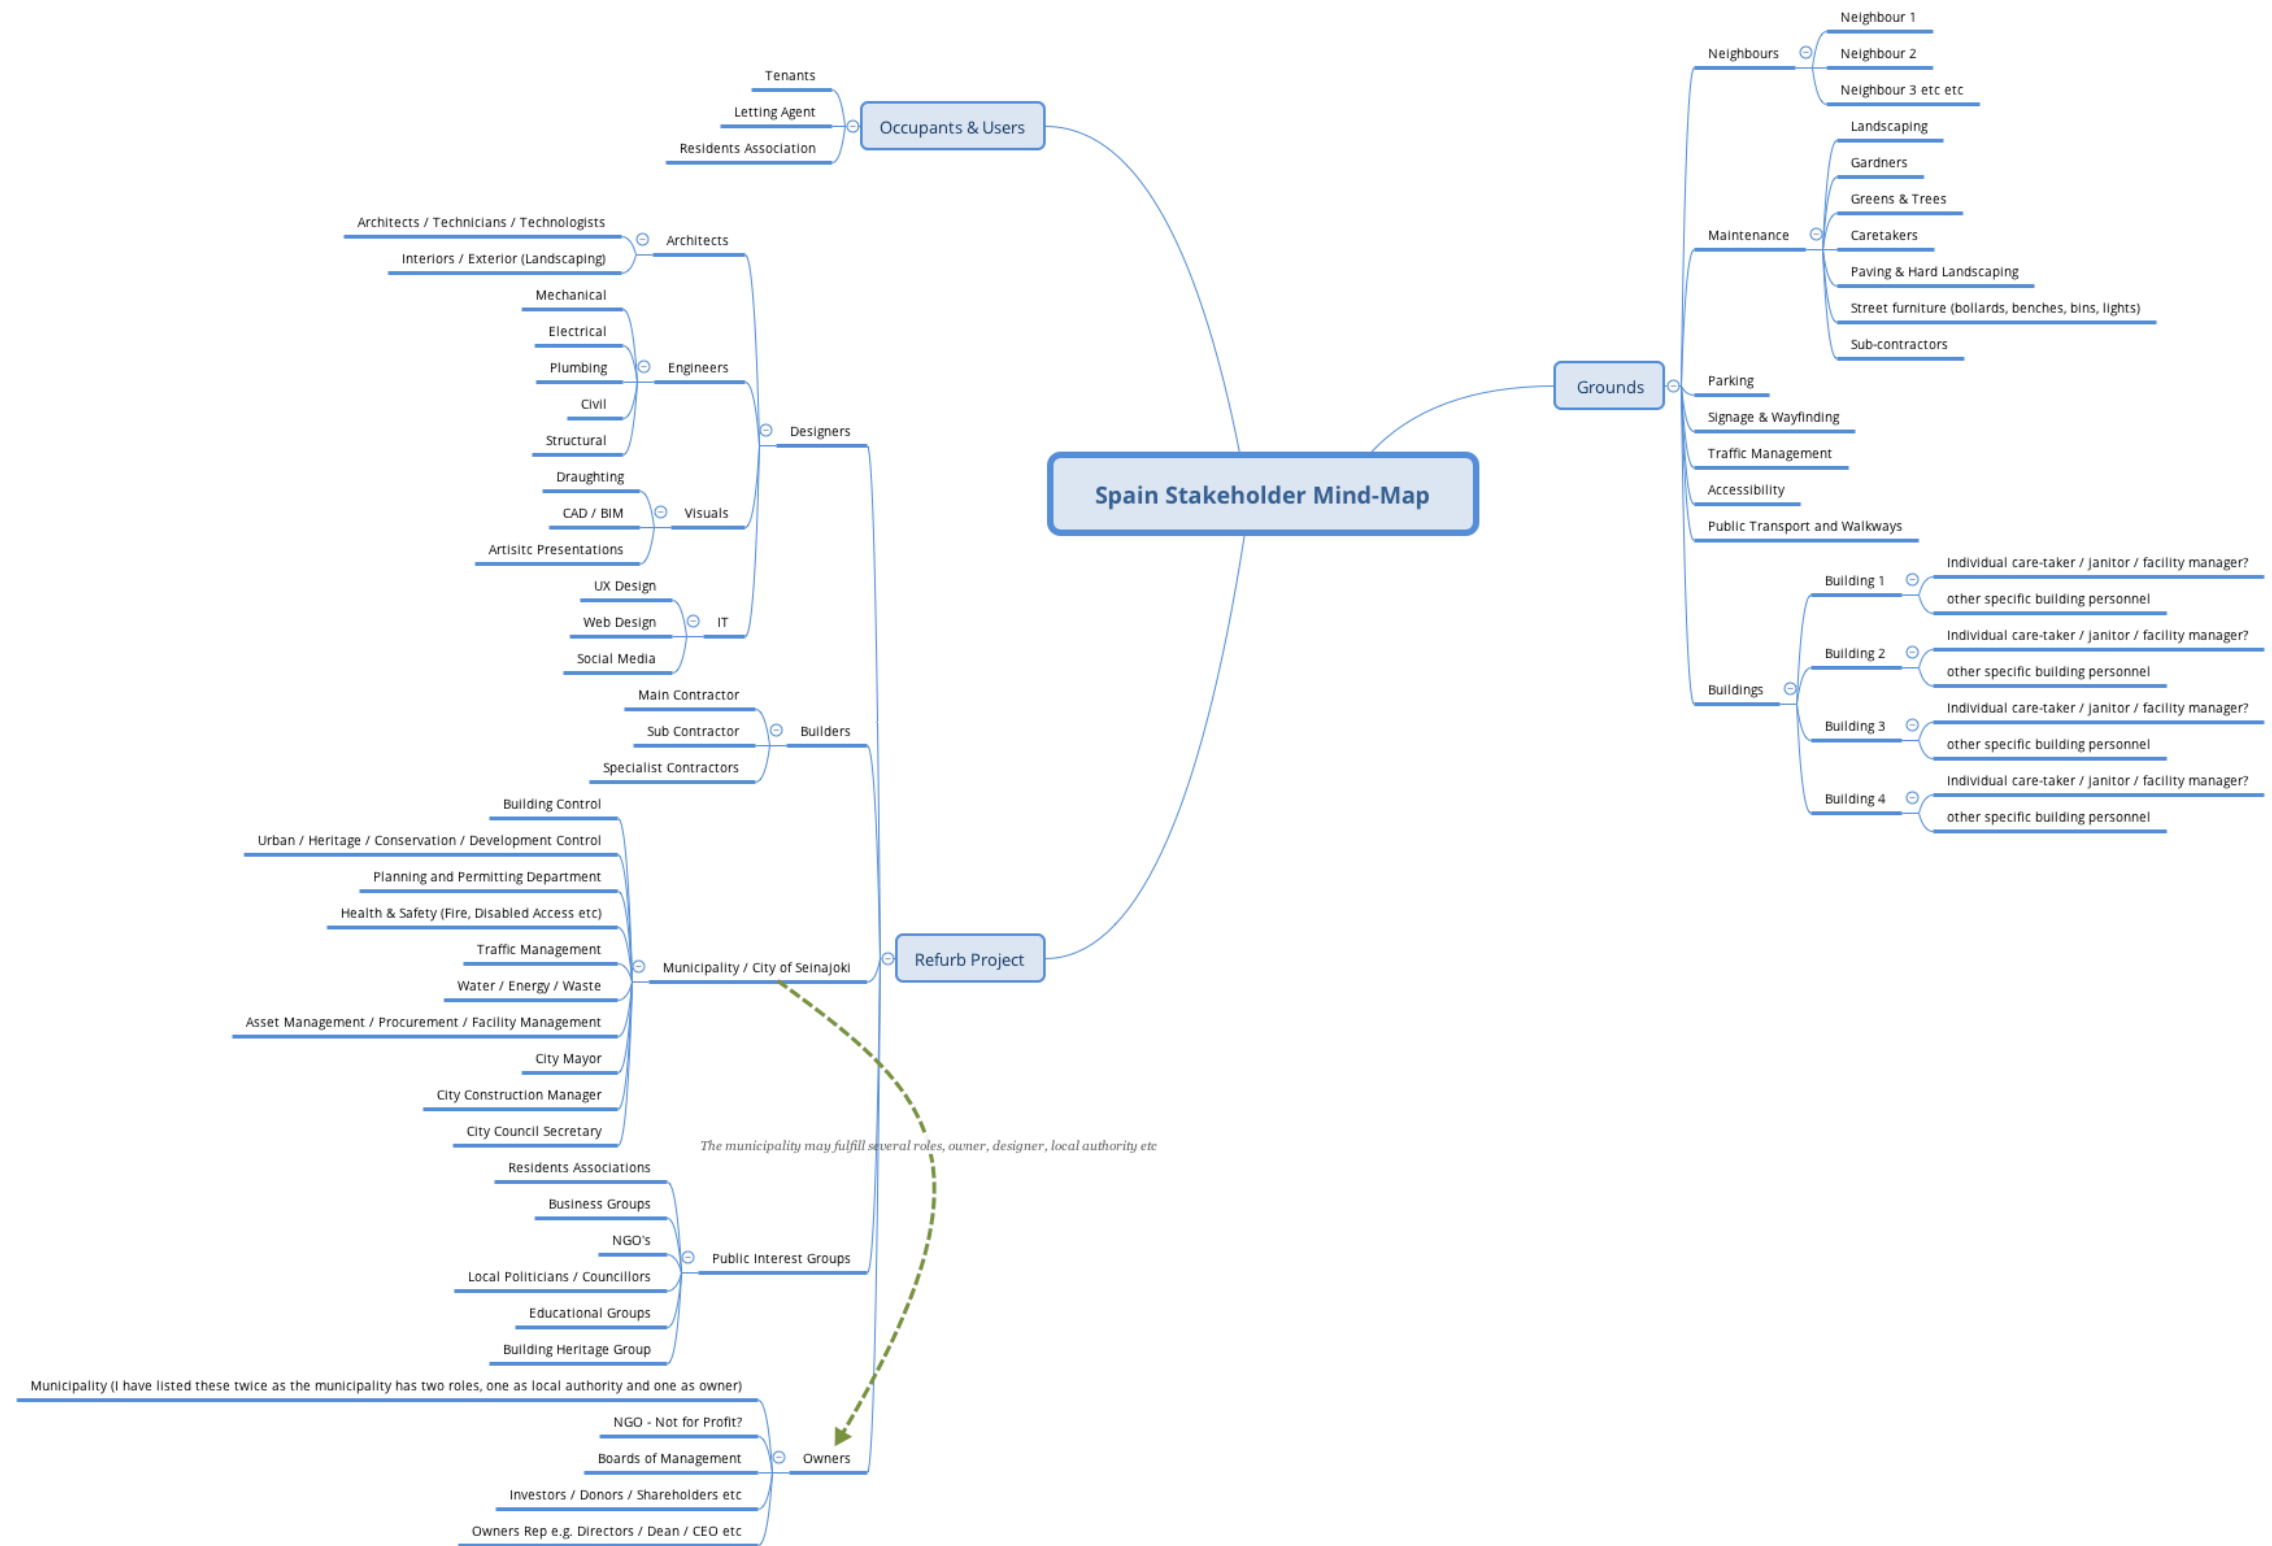 Spain Stakeholder Mind-Map
Occupants & Users
Tenants
Letting Agent
Residents Association
Refurb Project
Designers
Architects
Architects / Technicians / Technologists
Interiors / Exterior (Landscaping)
Engineers
Mechanical
Electrical
Plumbing
Civil
Structural
Visuals
Draughting
CAD / BIM
Artisitc Presentations
IT
UX Design
Web Design
Social Media
Builders
Main Contractor
Sub Contractor
Specialist Contractors
Municipality / City of Seinajoki
Building Control
Urban / Heritage / Conservation / Development Control
Planning and Permitting Department
Health & Safety (Fire, Disabled Access etc)
Traffic Management
Water / Energy / Waste
Asset Management / Procurement / Facility Management
City Mayor
City Construction Manager
City Council Secretary
The municipality may fulfill several roles, owner, designer, local authority etc
Public Interest Groups
Residents Associations
Business Groups
NGO's
Local Politicians / Councillors
Educational Groups
Building Heritage Group
Owners
Municipality (I have listed these twice as the municipality has two roles, one as local authority and one as owner)
NGO - Not for Profit?
Boards of Management
Investors / Donors / Shareholders etc
Owners Rep e.g. Directors / Dean / CEO etc
Grounds
Neighbours
Neighbour 1
Neighbour 2
Neighbour 3 etc etc
Maintenance
Landscaping
Gardners
Greens & Trees
Caretakers
Paving & Hard Landscaping
Street furniture (bollards, benches, bins, lights)
Sub-contractors
Parking
Signage & Wayfinding
Traffic Management
Accessibility
Public Transport and Walkways
Buildings
Building 1
Individual care-taker / janitor / facility manager?
other specific building personnel
Building 2
Individual care-taker / janitor / facility manager?
other specific building personnel
Building 3
Individual care-taker / janitor / facility manager?
other specific building personnel
Building 4
Individual care-taker / janitor / facility manager?
other specific building personnel